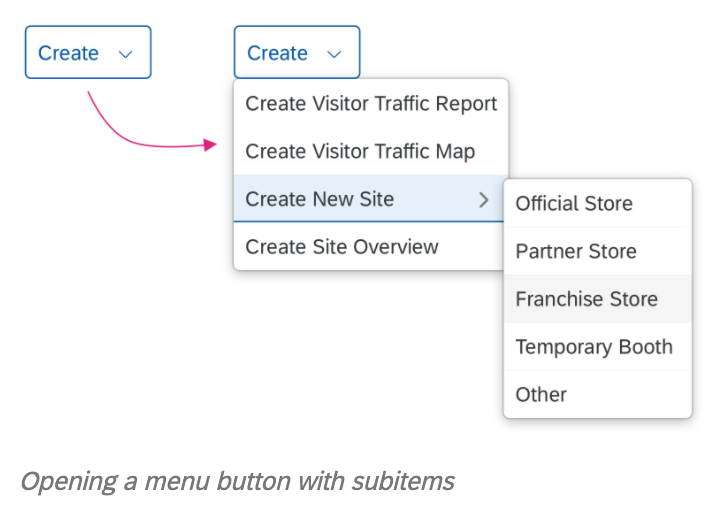 Create
Create
Create Visitor Traffic Report
Create Visitor Traffic Map
Create New Site
Create Site Overview
Official Store
Partner Store
Franchise Store
Temporary Booth
Other
Opening a menu button with subitems